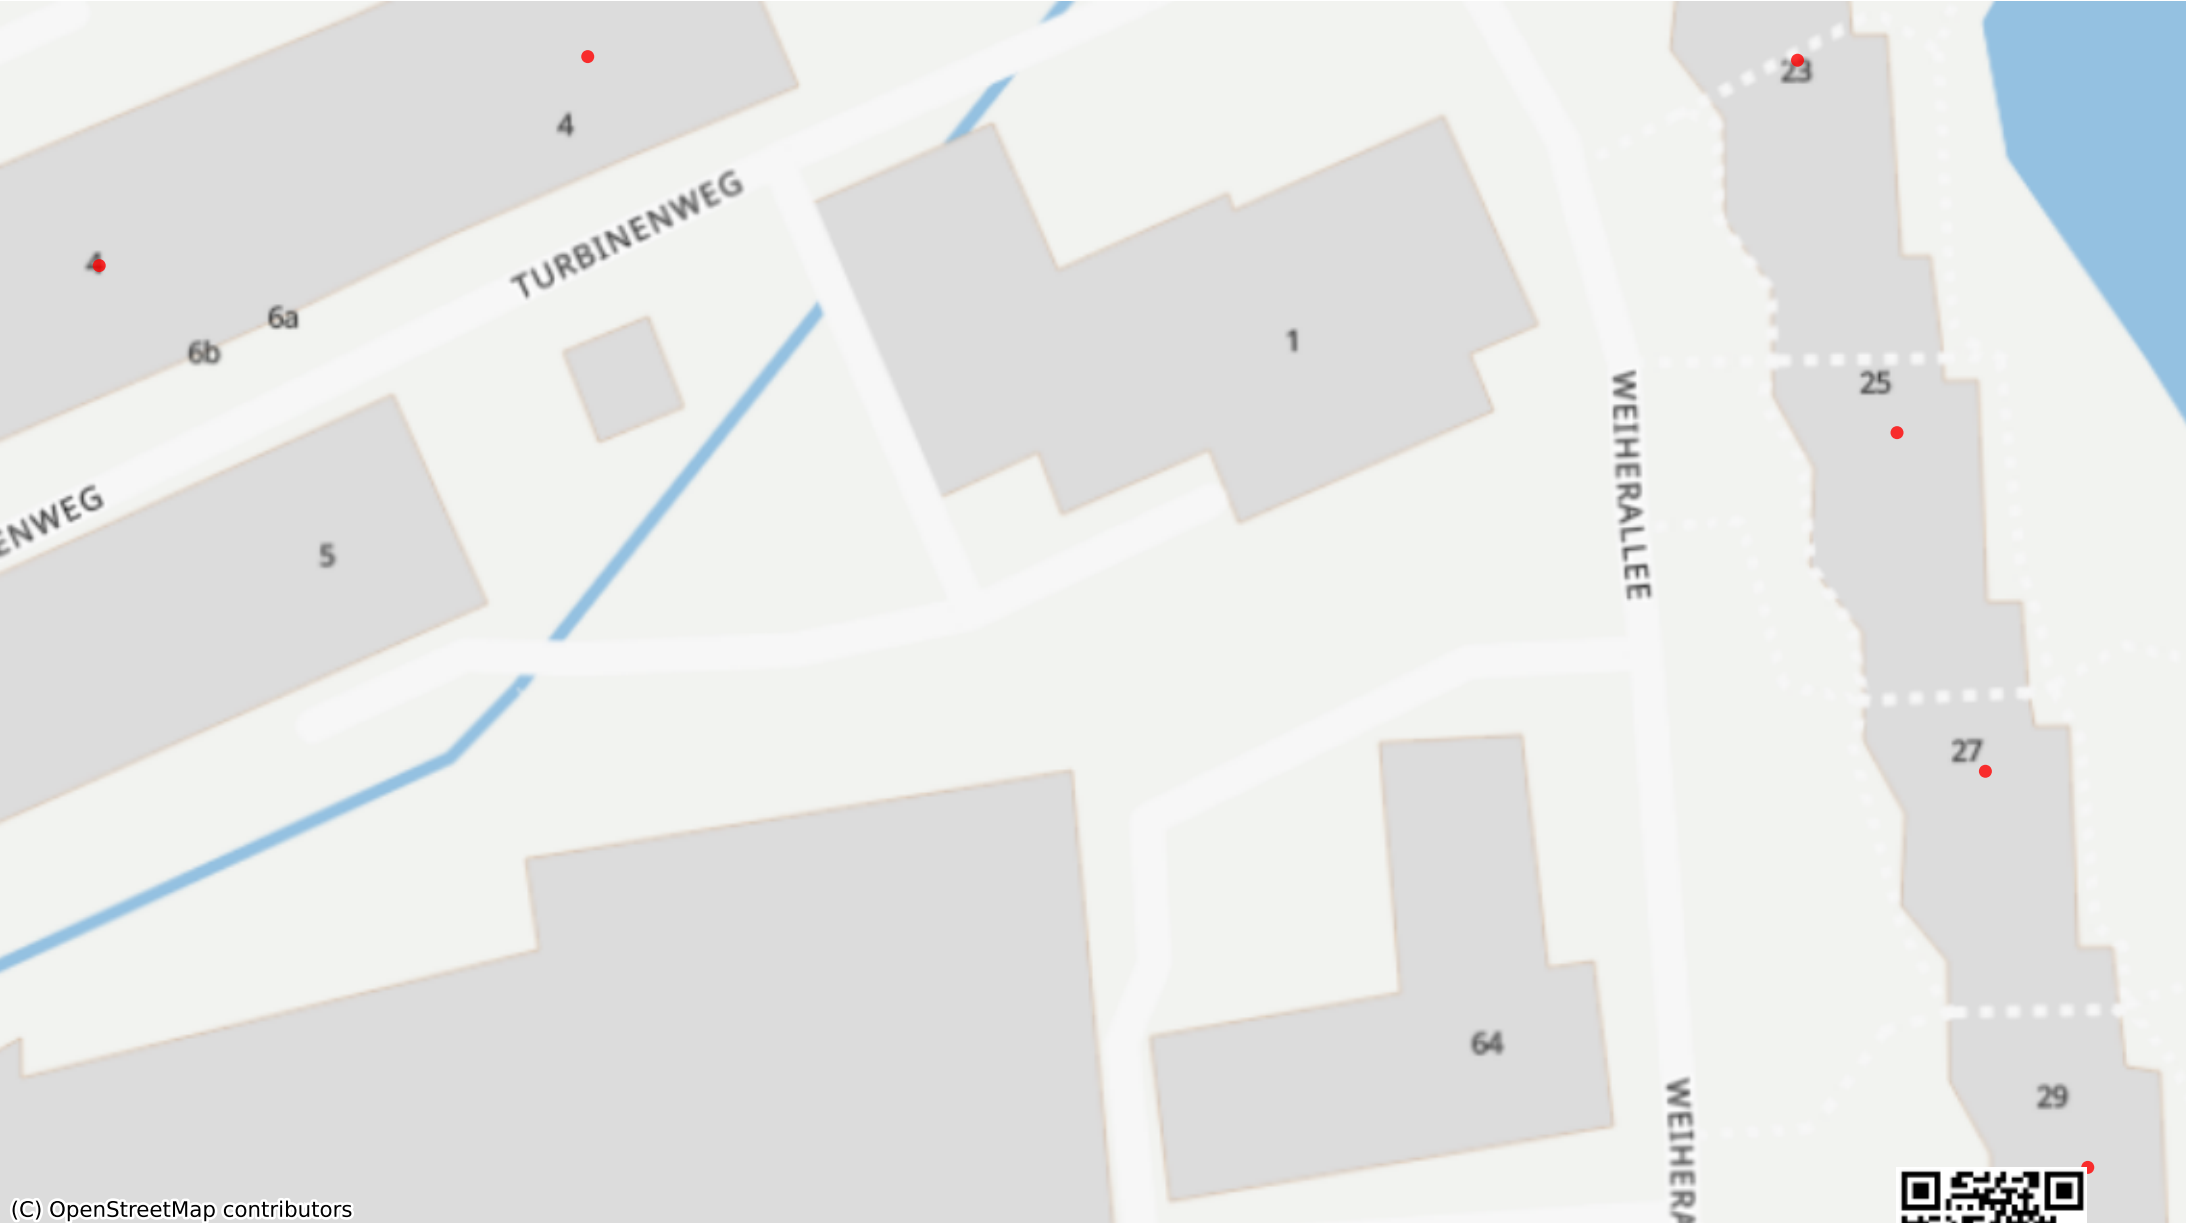 23
4
TURBINENWEG
4
6a
6b
1
25
WEIHERALLEE
ENWEG
5
27
64
29
WEIHERA
(C) OpenStreetMap contributors